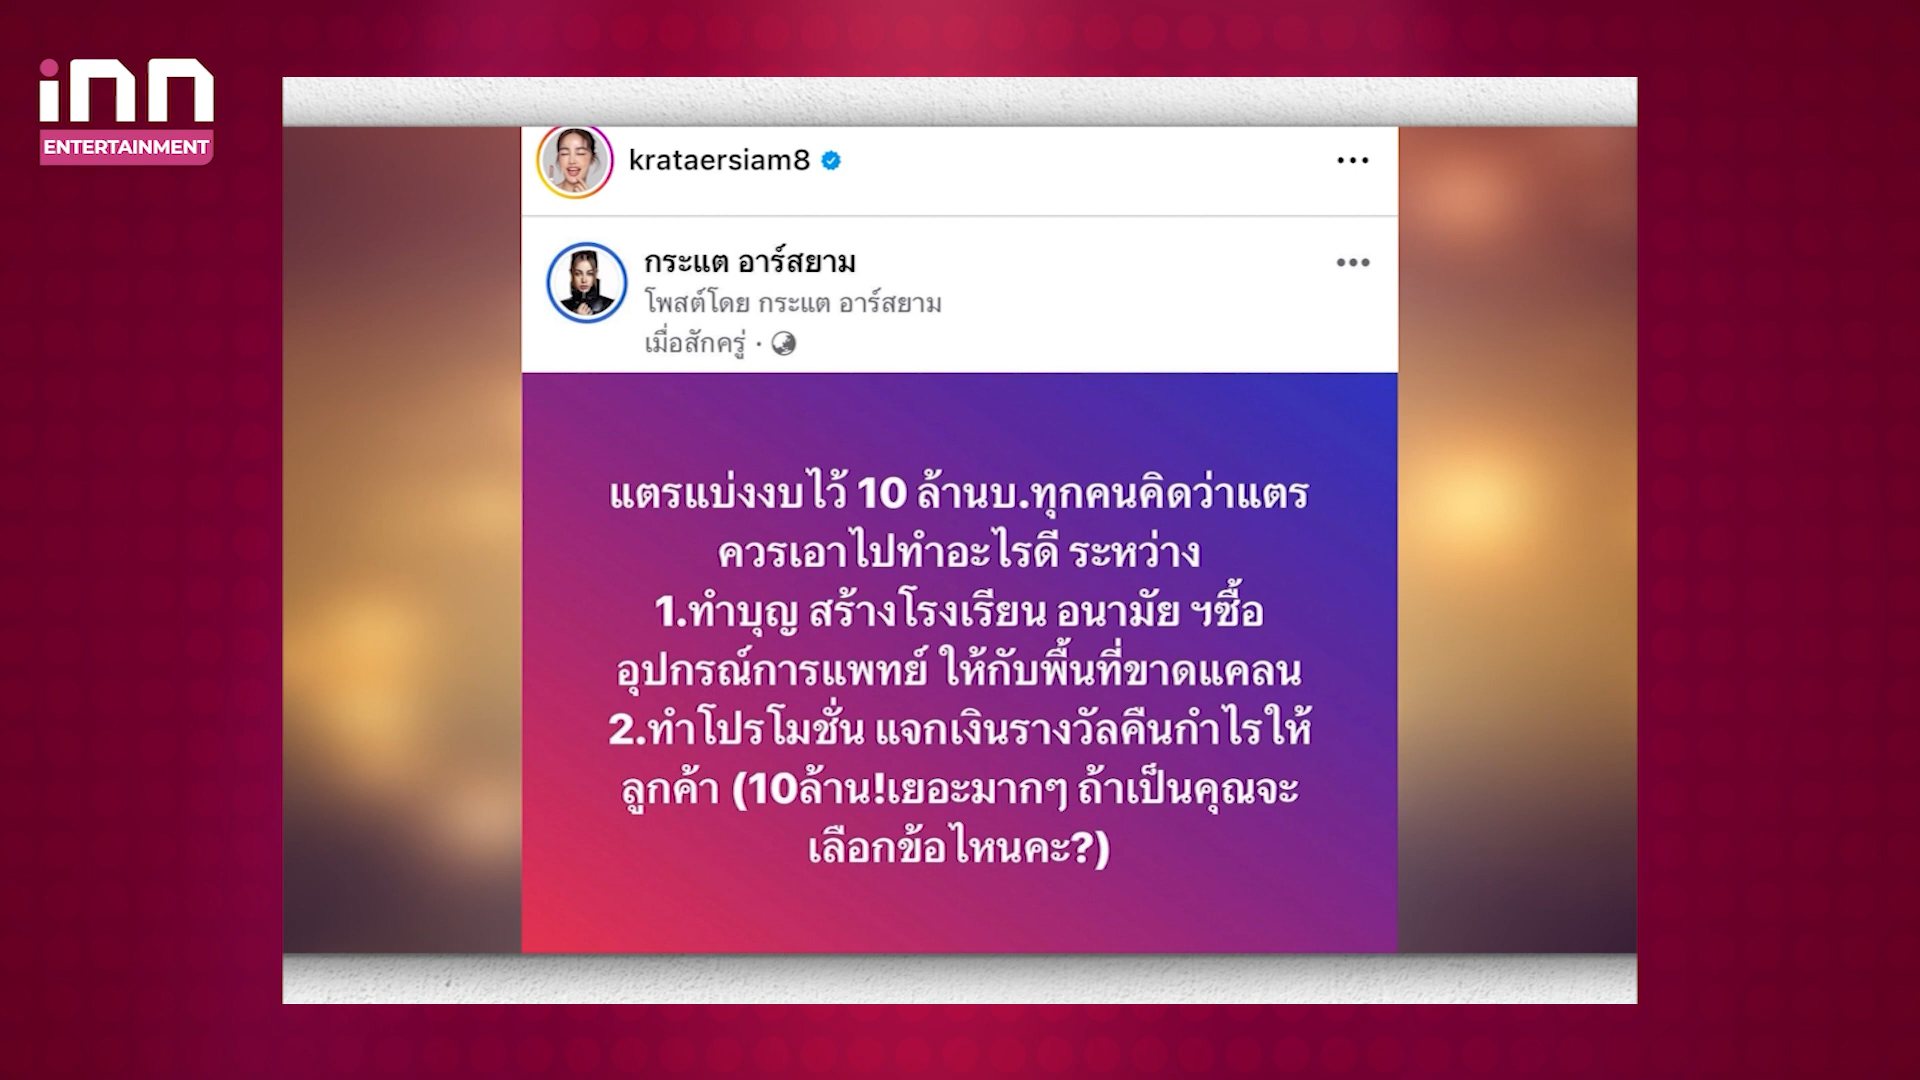 inn
ENTERTAINMENT
krataersiam8
กระแต อาร์สยาม
โพสต์โดย กระแต อาร์สยาม
เมื่อสักครู่ ·
แตรแบ่งงบไว้ 10 ล้านบ.ทุกคนคิดว่าแตร
ควรเอาไปทำอะไรดี ระหว่าง
1.ทำบุญ สร้างโรงเรียน อนามัย ฯซื้อ
อุปกรณ์การแพทย์ ให้กับพื้นที่ขาดแคลน
2.ทำโปรโมชั่น แจกเงินรางวัลคืนกำไรให้
ลูกค้า (10ล้าน!เยอะมากๆ ถ้าเป็นคุณจะ
เลือกข้อไหนคะ?)